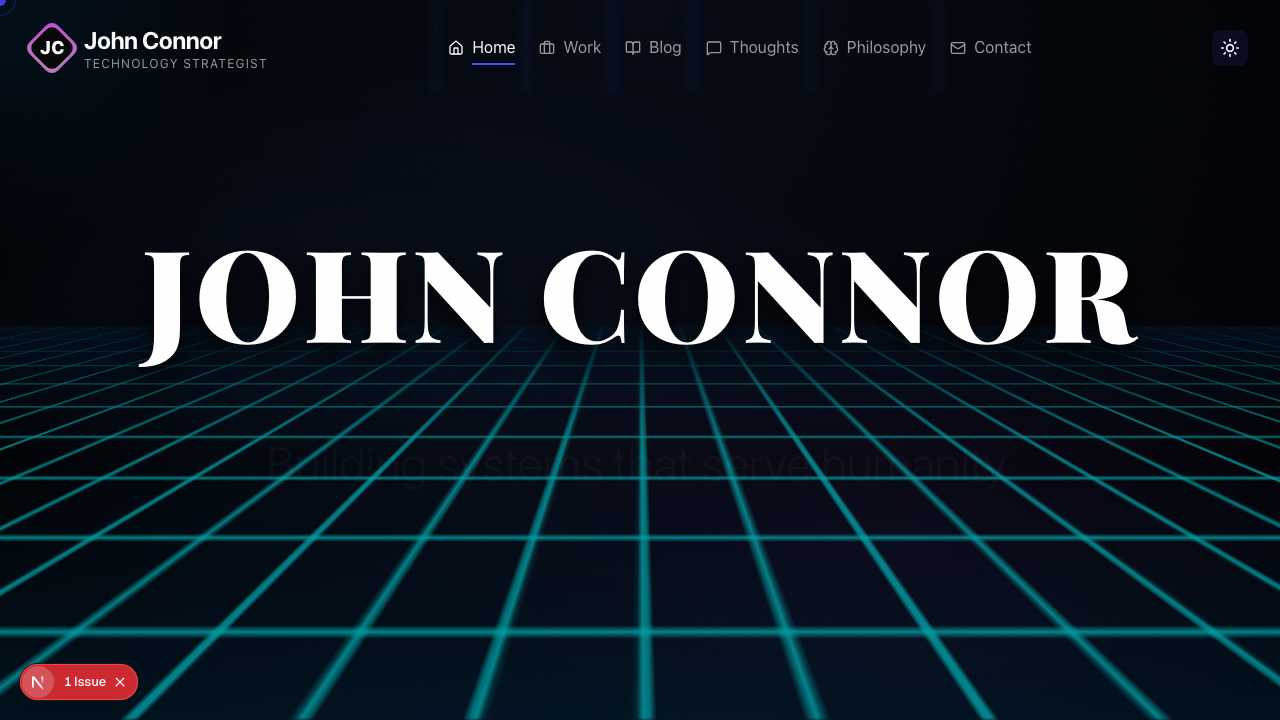 JC
John Connor
TECHNOLOGY STRATEGIST
Home
Work
Blog
Thoughts
Philosophy
Contact
JOHN CONNOR
Building systems that serve humanity
N
1 Issue